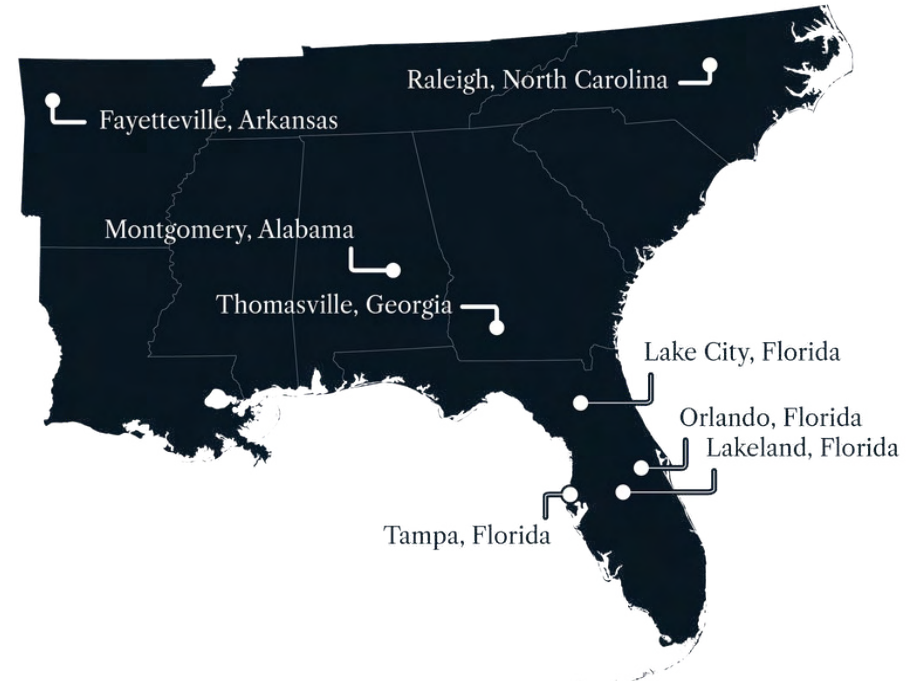 Raleigh, North Carolina
Fayetteville, Arkansas
Montgomery, Alabama
Thomasville, Georgia
Lake City, Florida
Orlando, Florida
Lakeland, Florida
Tampa, Florida